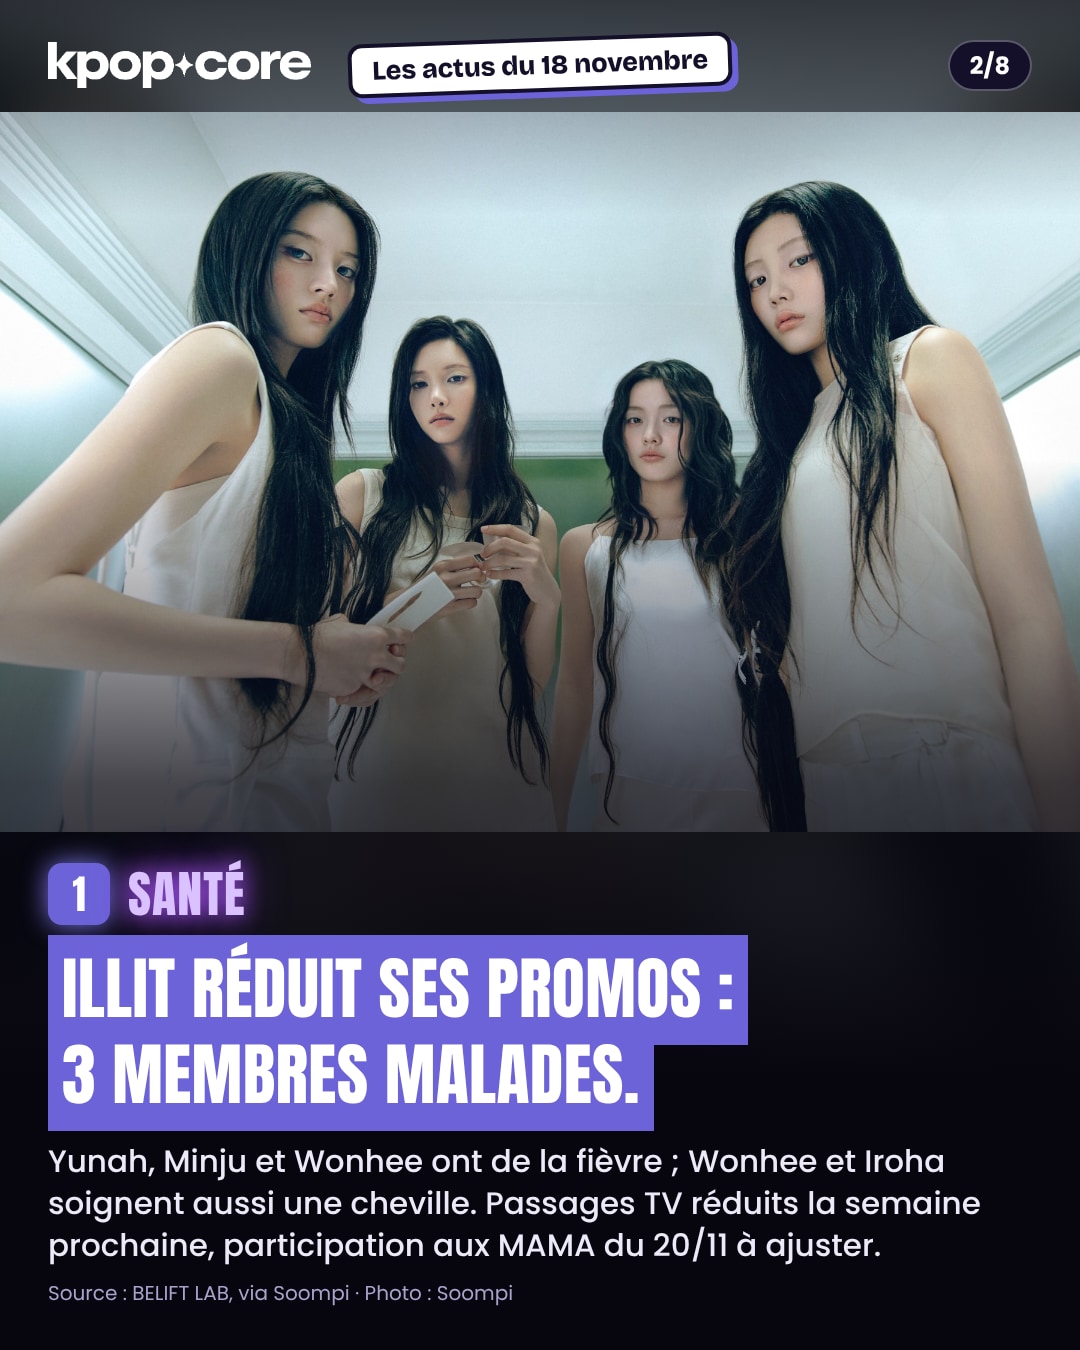 kpop✦core
Les actus du 18 novembre
2/8
1 SANTÉ
ILLIT RÉDUIT SES PROMOS :
3 MEMBRES MALADES.
Yunah, Minju et Wonhee ont de la fièvre ; Wonhee et Iroha
soignent aussi une cheville. Passages TV réduits la semaine
prochaine, participation aux MAMA du 20/11 à ajuster.
Source : BELIFT LAB, via Soompi · Photo : Soompi